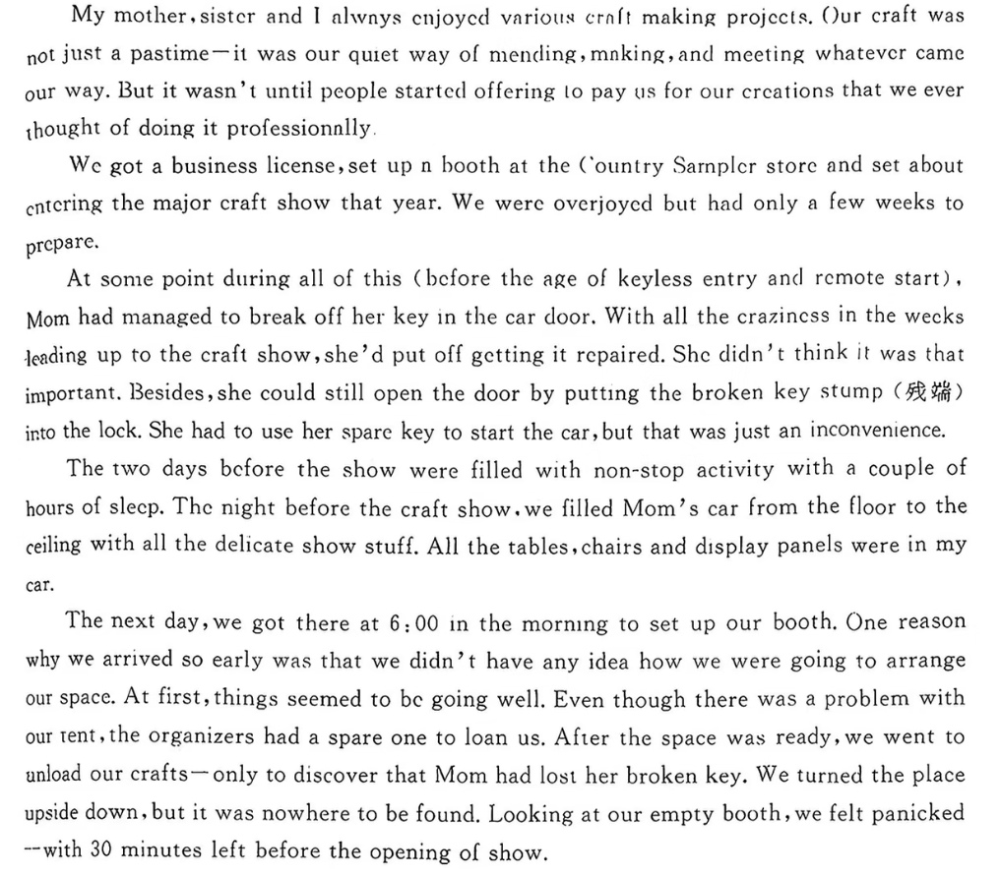 My mother, sister and I always enjoyed various craft making projects. Our craft was
not just a pastime—it was our quiet way of mending, making, and meeting whatever came
our way. But it wasn't until people started offering to pay us for our creations that we ever
thought of doing it professionally.
We got a business license, set up a booth at the Country Sampler store and set about
entering the major craft show that year. We were overjoyed but had only a few weeks to
prepare.
At some point during all of this (before the age of keyless entry and remote start),
Mom had managed to break off her key in the car door. With all the craziness in the weeks
leading up to the craft show, she'd put off getting it repaired. She didn't think it was that
important. Besides, she could still open the door by putting the broken key stump (残端)
into the lock. She had to use her spare key to start the car, but that was just an inconvenience.
The two days before the show were filled with non-stop activity with a couple of
hours of sleep. The night before the craft show, we filled Mom's car from the floor to the
ceiling with all the delicate show stuff. All the tables, chairs and display panels were in my
car.
The next day, we got there at 6:00 in the morning to set up our booth. One reason
why we arrived so early was that we didn't have any idea how we were going to arrange
our space. At first, things seemed to be going well. Even though there was a problem with
our tent, the organizers had a spare one to loan us. After the space was ready, we went to
unload our crafts—only to discover that Mom had lost her broken key. We turned the place
upside down, but it was nowhere to be found. Looking at our empty booth, we felt panicked
--with 30 minutes left before the opening of show.